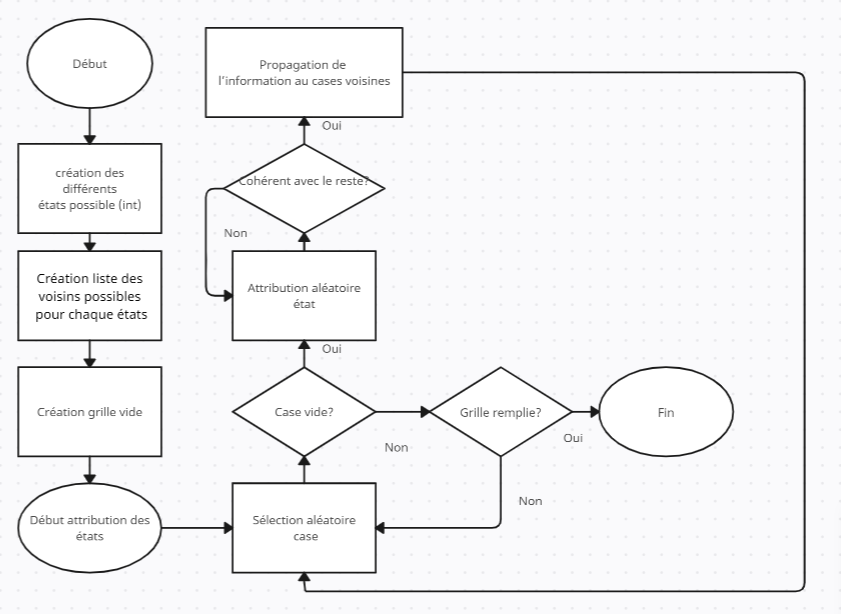 Début
création des
différents
états possible (int)
Création liste des
voisins possibles
pour chaque états
Création grille vide
Début attribution des
états
Sélection aléatoire
case
Case vide?
Oui
Non
Attribution aléatoire
état
Cohérent avec le reste?
Non
Oui
Propagation de
l'information au cases voisines
Grille remplie?
Oui
Non
Fin